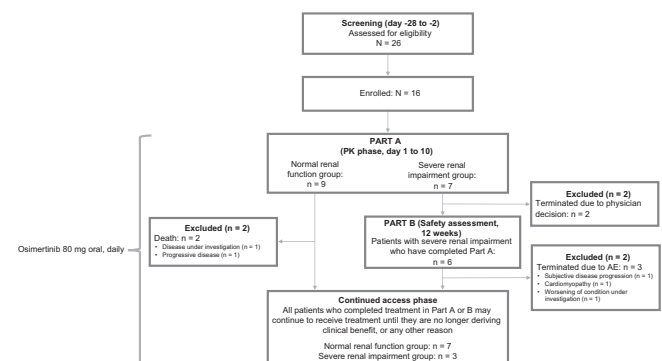 Screening (day -28 to -2)
Assessed for eligibility
N = 26
Enrolled: N = 16
PART A
(PK phase, day 1 to 10)
Normal renal
function group:
n = 9
Severe renal
impairment group:
n = 7
Excluded (n = 2)
Terminated due to physician
decision: n = 2
Excluded (n = 2)
Death: n = 2
• Disease under investigation (n = 1)
• Progressive disease (n = 1)
PART B (Safety assessment,
12 weeks)
Patients with severe renal impairment
who have completed Part A:
n = 6
Osimertinib 80 mg oral, daily
Excluded (n = 2)
Terminated due to AE: n = 3
• Subjective disease progression (n = 1)
• Cardiomyopathy (n = 1)
• Worsening of condition under
investigation (n = 1)
Continued access phase
All patients who completed treatment in Part A or B may
continue to receive treatment until they are no longer deriving
clinical benefit, or any other reason
Normal renal function group: n = 7
Severe renal impairment group: n = 3